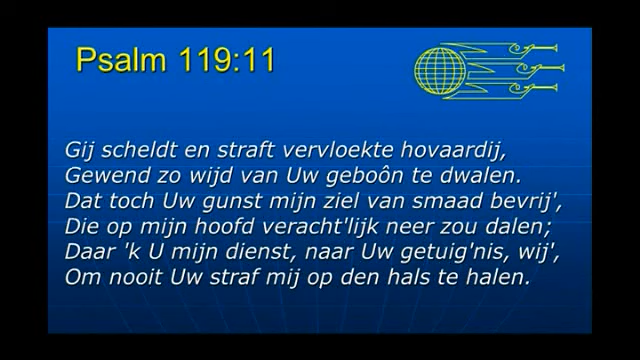 Psalm 119:11
Gij scheldt en straft vervloekte hovaardij,
Gewend zo wijd van Uw geboôn te dwalen.
Dat toch Uw gunst mijn ziel van smaad bevrij',
Die op mijn hoofd veracht'lijk neer zou dalen;
Daar 'k U mijn dienst, naar Uw getuig'nis, wij',
Om nooit Uw straf mij op den hals te halen.